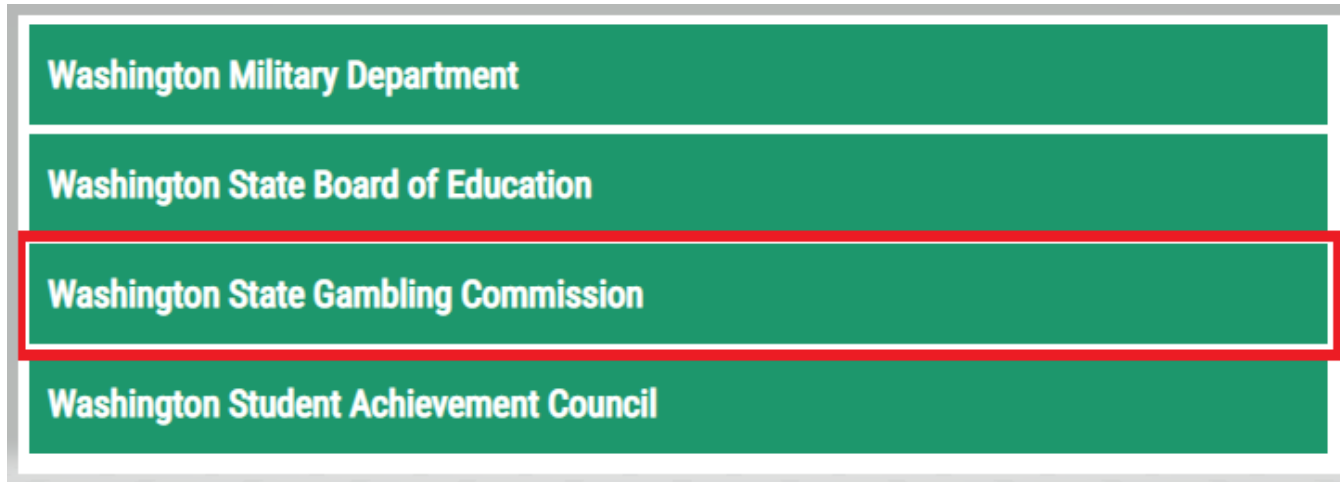 Washington Military Department
Washington State Board of Education
Washington State Gambling Commission
Washington Student Achievement Council